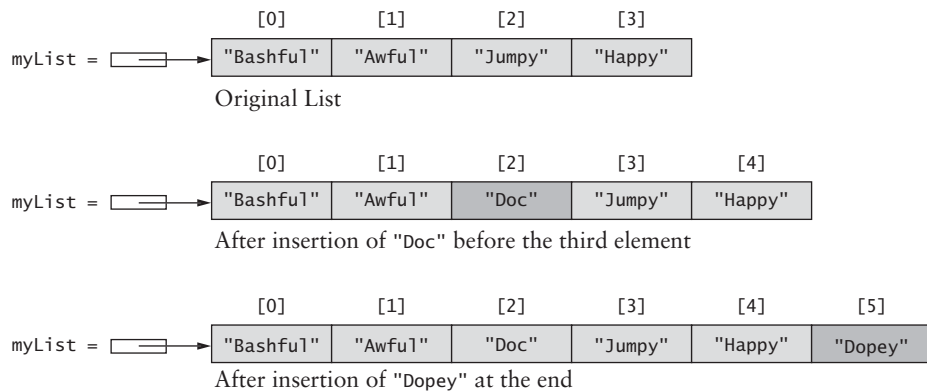 [0] [1] [2] [3]
myList = "Bashful" "Awful" "Jumpy" "Happy"
Original List
[0] [1] [2] [3] [4]
myList = "Bashful" "Awful" "Doc" "Jumpy" "Happy"
After insertion of "Doc" before the third element
[0] [1] [2] [3] [4] [5]
myList = "Bashful" "Awful" "Doc" "Jumpy" "Happy" "Dopey"
After insertion of "Dopey" at the end